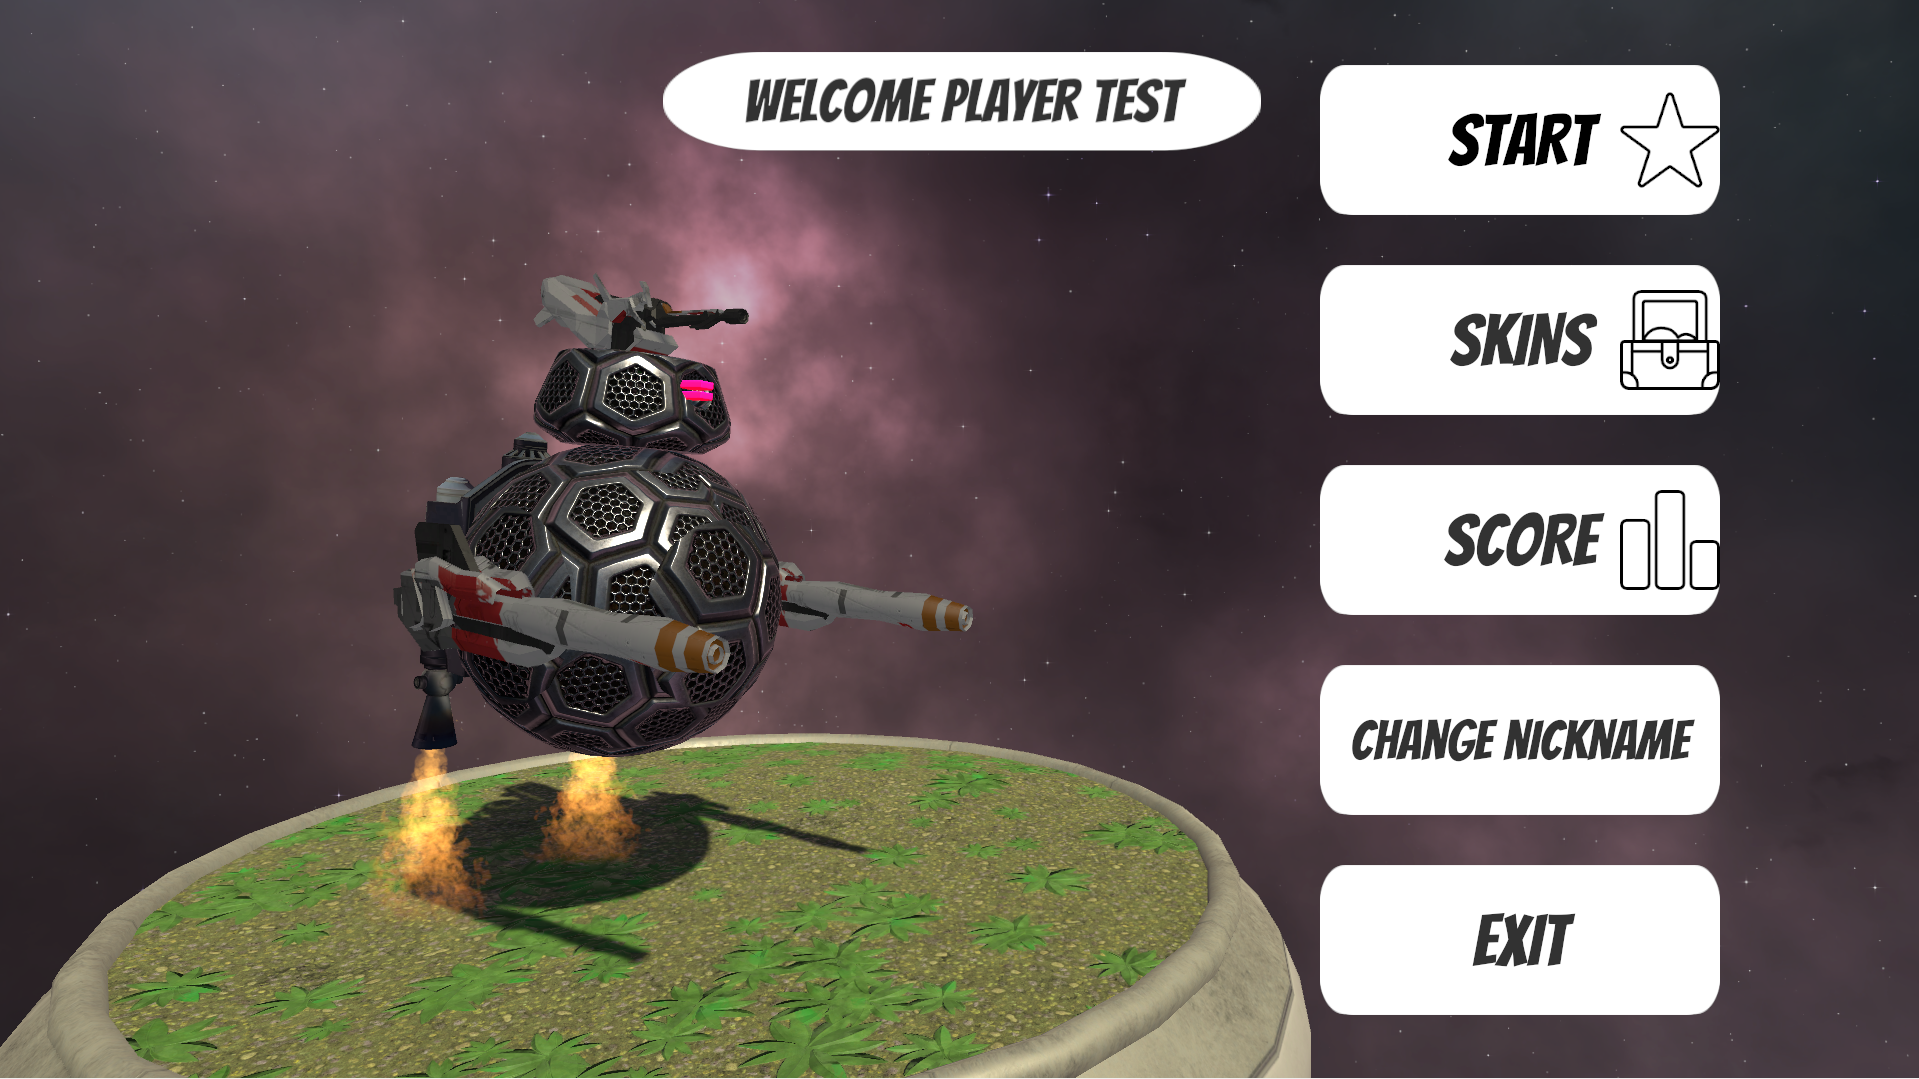 WELCOME PLAYER TEST
START
SKINS
SCORE
CHANGE NICKNAME
EXIT